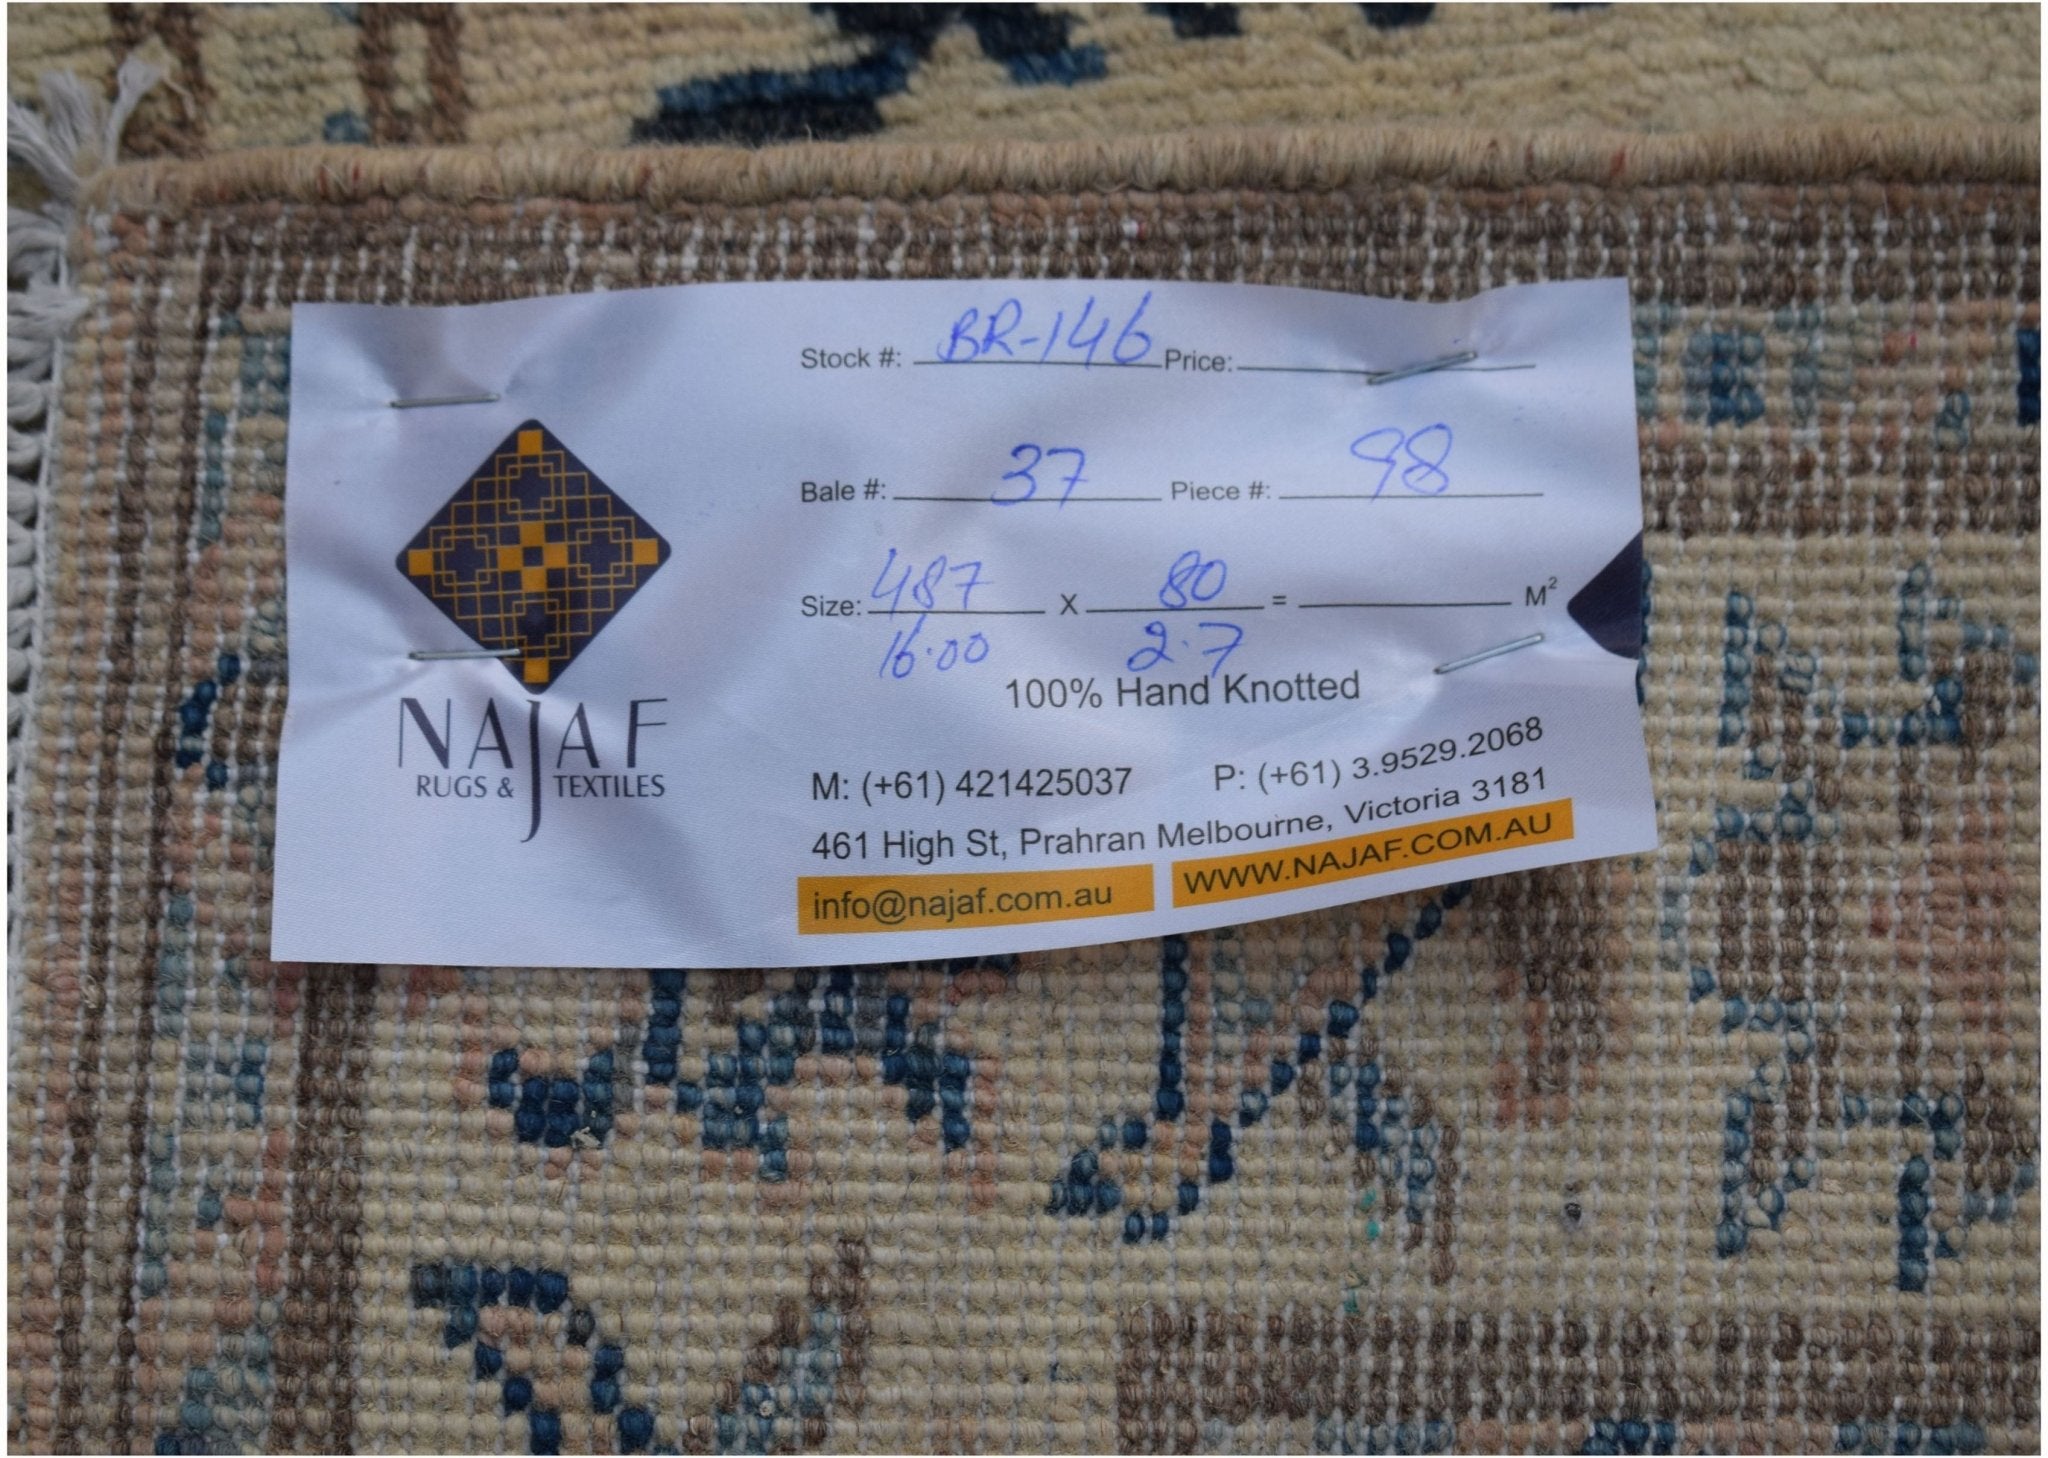 Stock #: BR-146 Price:
Bale #: 37 Piece #: 98
Size: 487 X 80 = M²
16.00 2.7
100% Hand Knotted
NAJAF
RUGS & TEXTILES
M: (+61) 421425037 P: (+61) 3.9529.2068
461 High St, Prahran Melbourne, Victoria 3181
info@najaf.com.au WWW.NAJAF.COM.AU